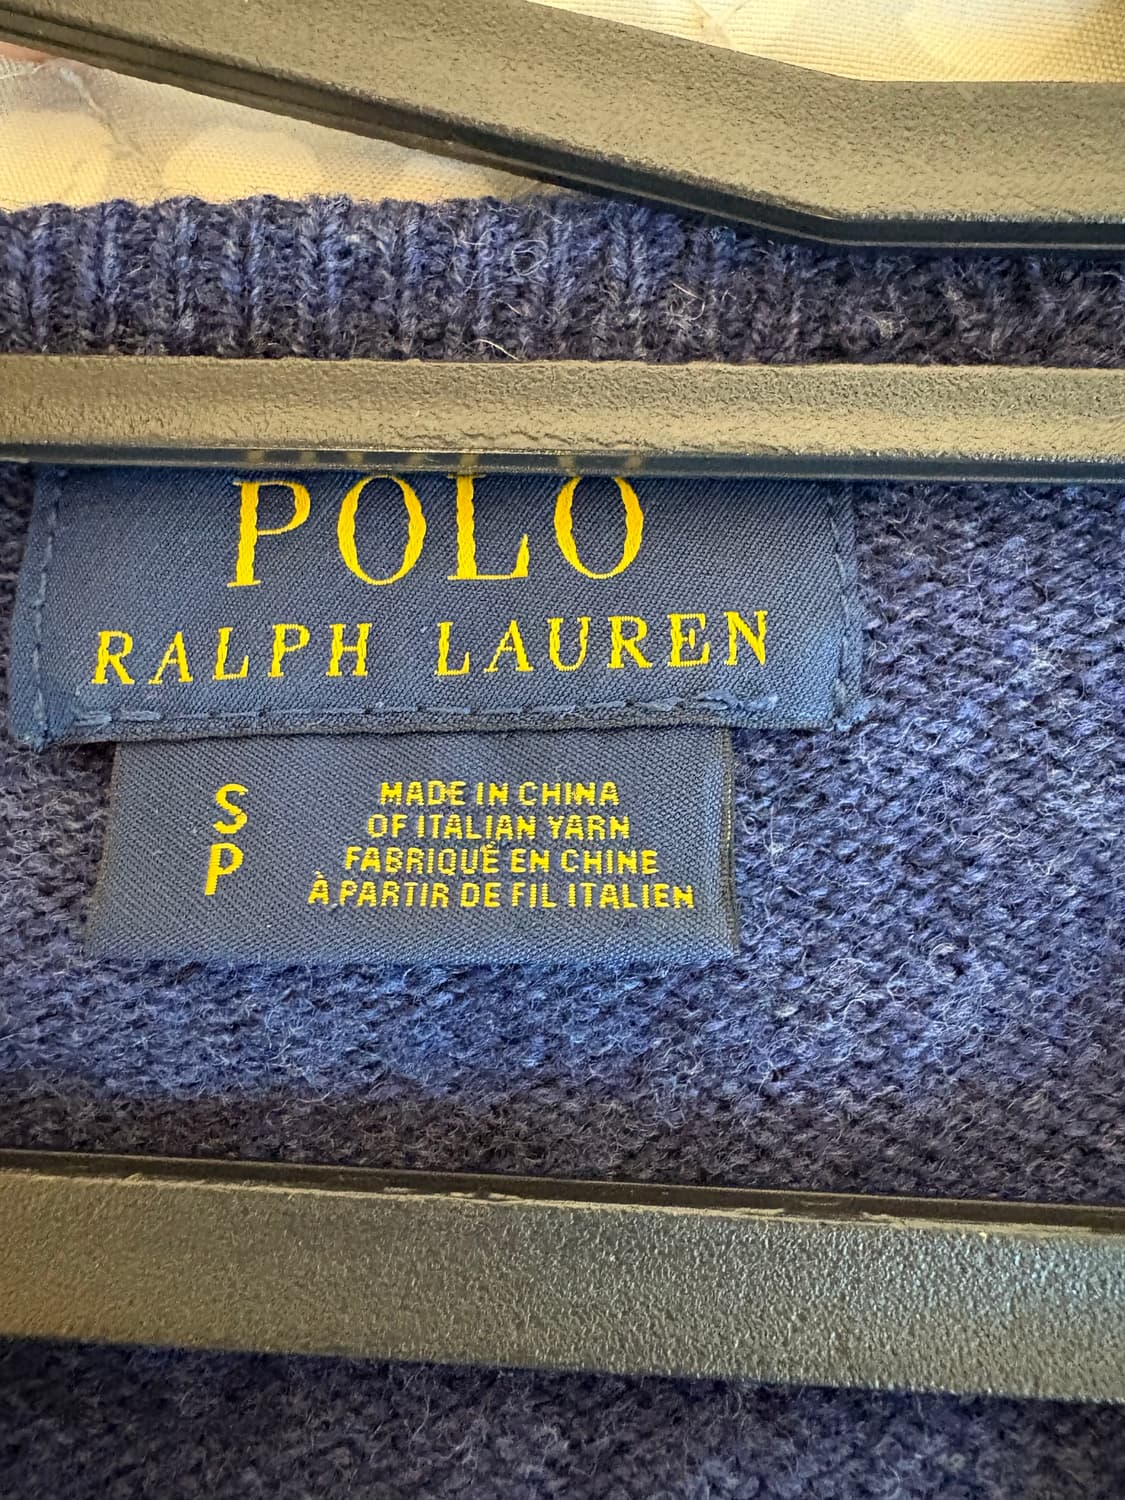 POLO
RALPH LAUREN
S
P
MADE IN CHINA
OF ITALIAN YARN
FABRIQUÉ EN CHINE
À PARTIR DE FIL ITALIEN